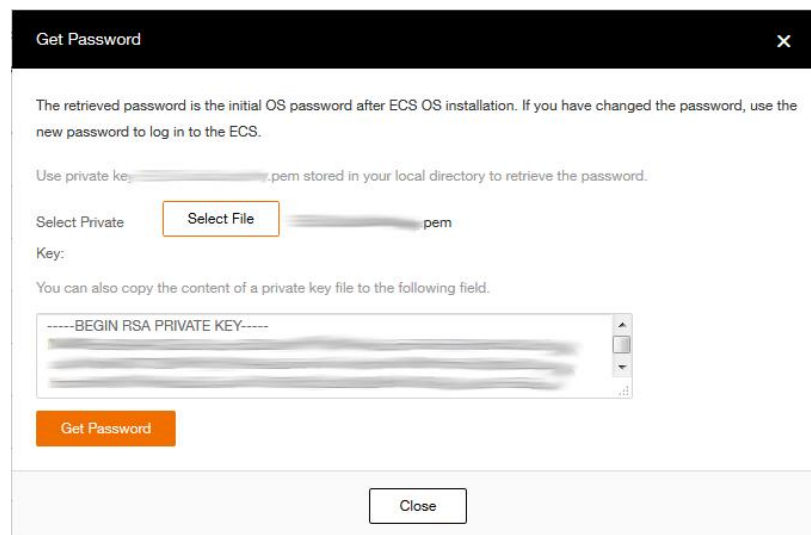 Get Password
The retrieved password is the initial OS password after ECS OS installation. If you have changed the password, use the
new password to log in to the ECS.
Use private key .pem stored in your local directory to retrieve the password.
Select Private Select File .pem
Key:
You can also copy the content of a private key file to the following field.
-----BEGIN RSA PRIVATE KEY-----
Get Password
Close